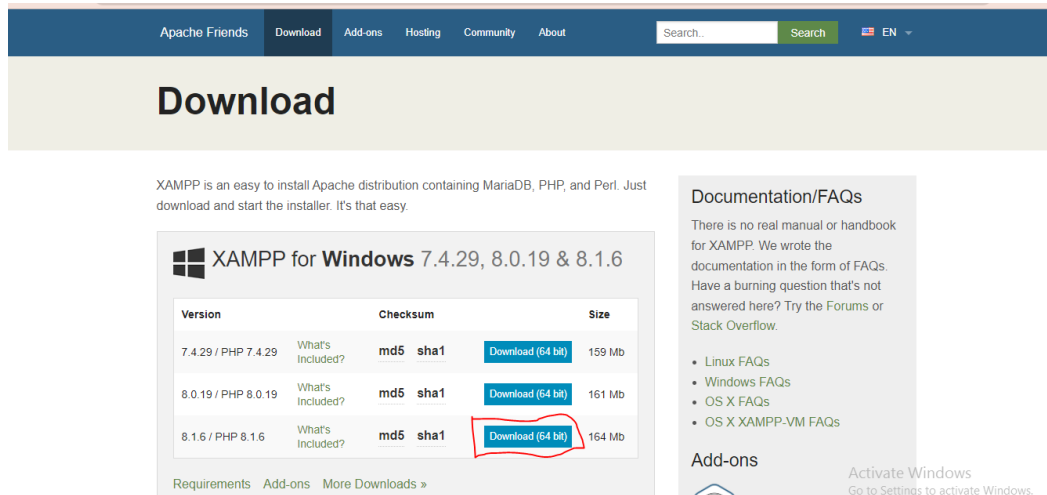 Apache Friends Download Add-ons Hosting Community About Search.. Search EN
Download
XAMPP is an easy to install Apache distribution containing MariaDB, PHP, and Perl. Just
download and start the installer. It's that easy.
XAMPP for Windows 7.4.29, 8.0.19 & 8.1.6
Version Checksum Size
7.4.29 / PHP 7.4.29 What's Included? md5 sha1 Download (64 bit) 159 Mb
8.0.19 / PHP 8.0.19 What's Included? md5 sha1 Download (64 bit) 161 Mb
8.1.6 / PHP 8.1.6 What's Included? md5 sha1 Download (64 bit) 164 Mb
Requirements Add-ons More Downloads »
Documentation/FAQs
There is no real manual or handbook
for XAMPP. We wrote the
documentation in the form of FAQs.
Have a burning question that's not
answered here? Try the Forums or
Stack Overflow.
• Linux FAQs
• Windows FAQs
• OS X FAQs
• OS X XAMPP-VM FAQs
Add-ons
Activate Windows
Go to Settings to activate Windows.